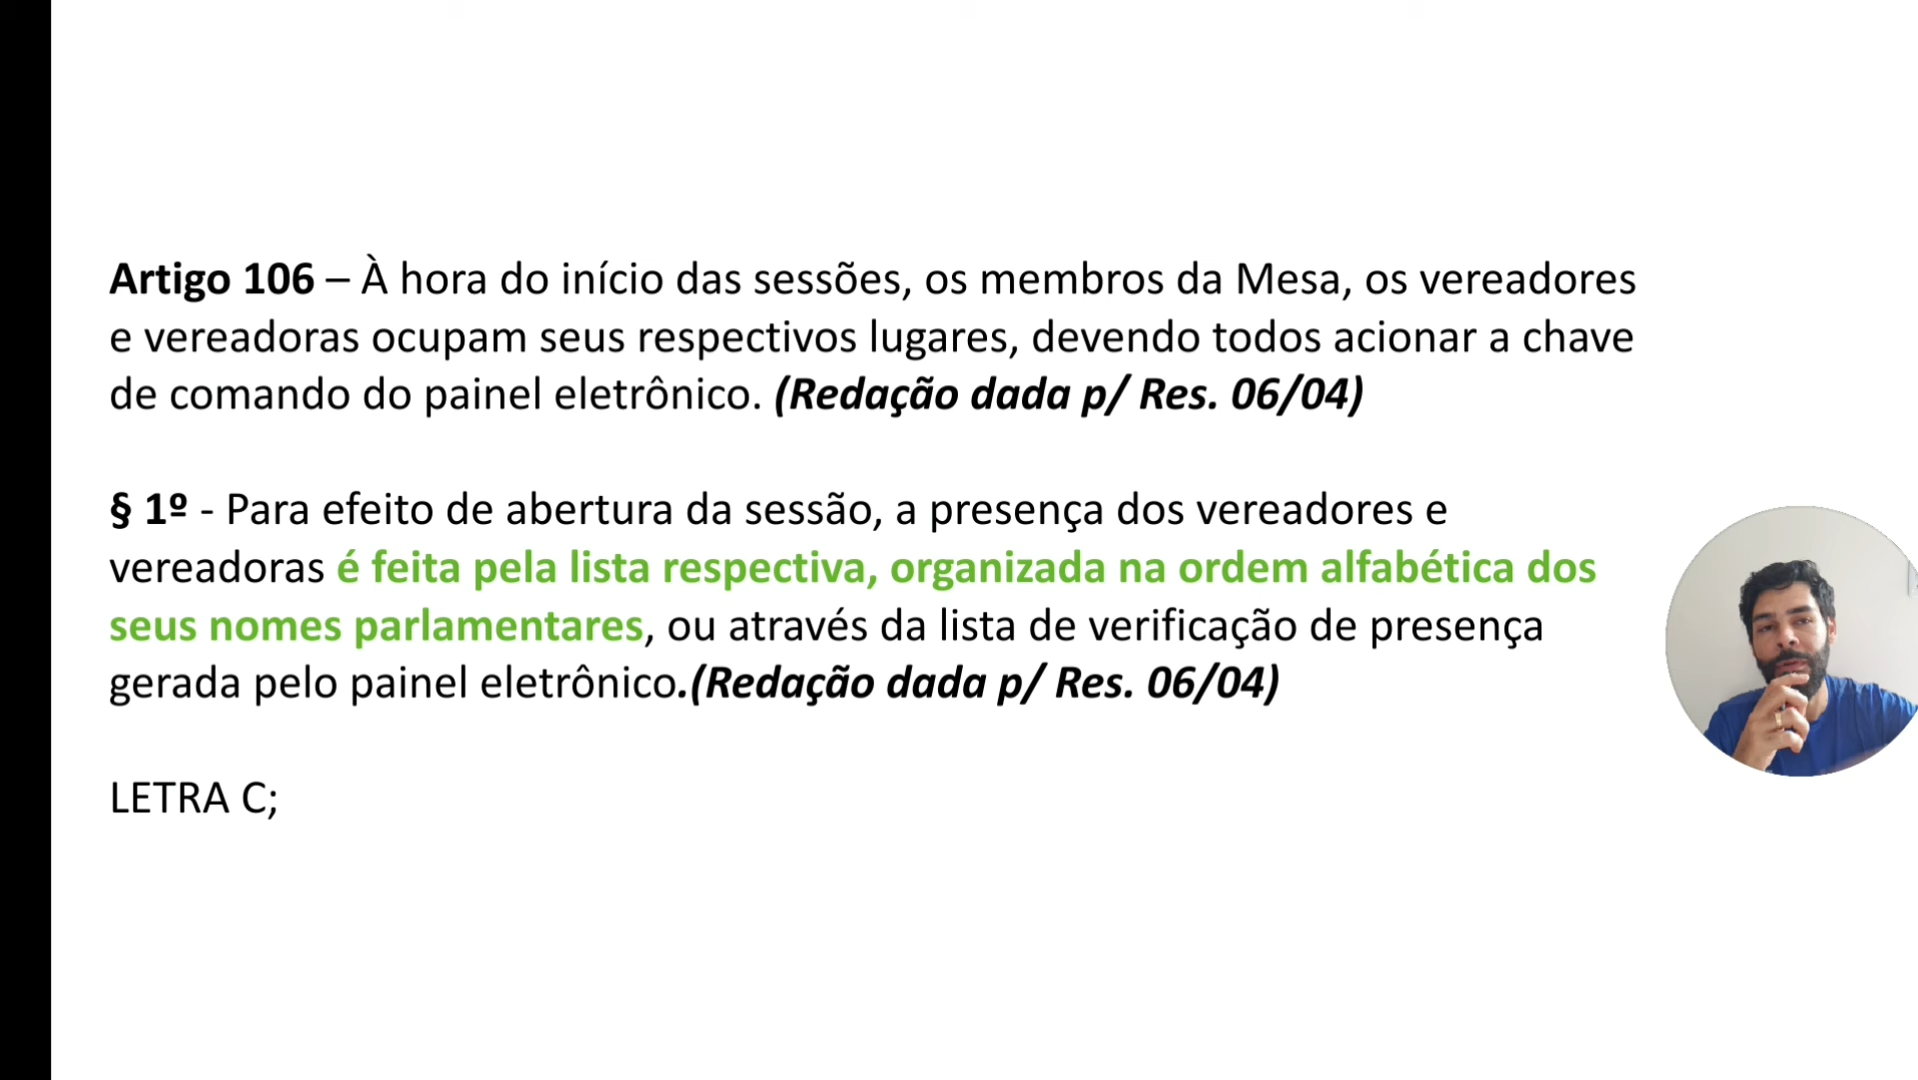 Artigo 106 – À hora do início das sessões, os membros da Mesa, os vereadores
e vereadoras ocupam seus respectivos lugares, devendo todos acionar a chave
de comando do painel eletrônico. (Redação dada p/ Res. 06/04)
§ 1º - Para efeito de abertura da sessão, a presença dos vereadores e
vereadoras é feita pela lista respectiva, organizada na ordem alfabética dos
seus nomes parlamentares, ou através da lista de verificação de presença
gerada pelo painel eletrônico.(Redação dada p/ Res. 06/04)
LETRA C;